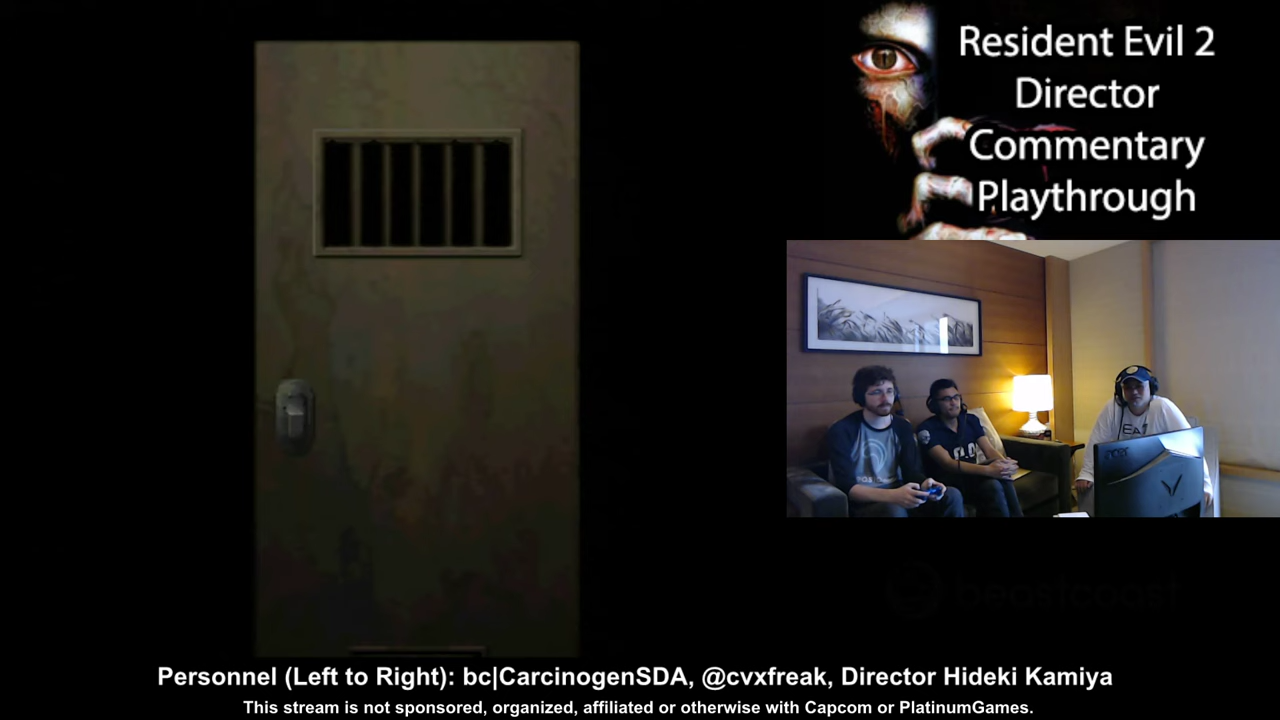 Resident Evil 2
Director
Commentary
Playthrough
beastcoast
Personnel (Left to Right): bc|CarcinogenSDA, @cvxfreak, Director Hideki Kamiya
This stream is not sponsored, organized, affiliated or otherwise with Capcom or PlatinumGames.